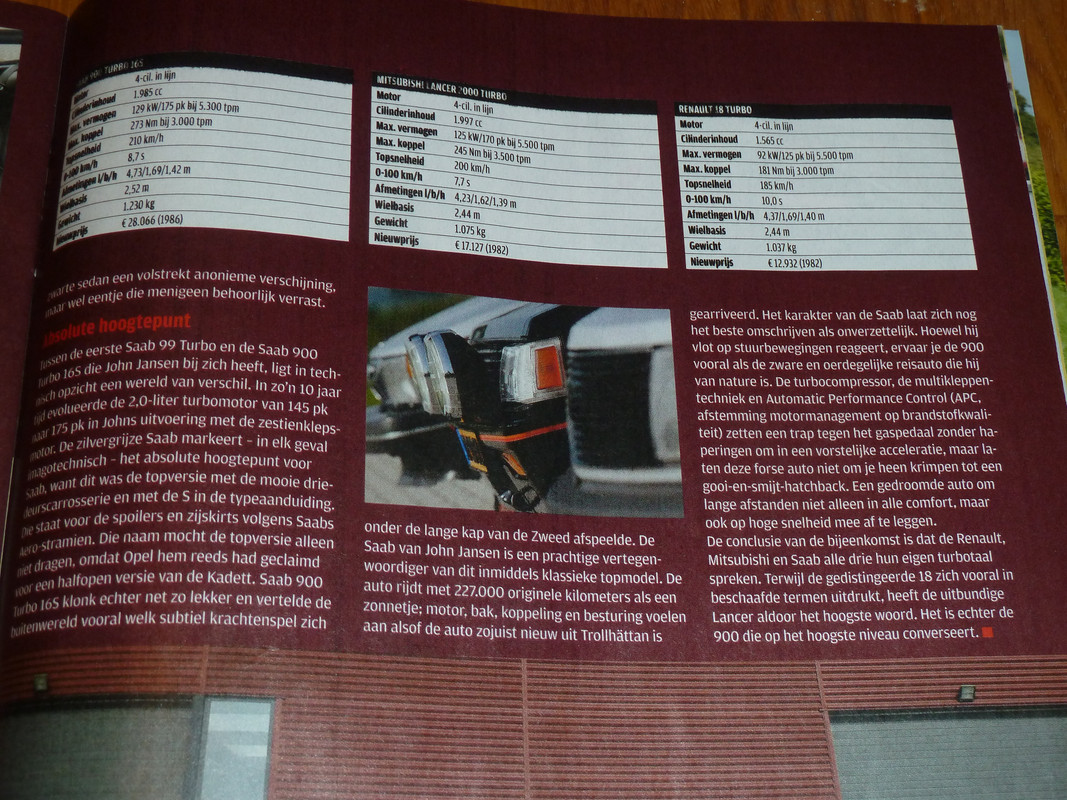 900 TURBO 16S
Motor 4-cil. in lijn
Cilinderinhoud 1.985 cc
Max. vermogen 129 kW/175 pk bij 5.300 tpm
Max. koppel 273 Nm bij 3.000 tpm
Topsnelheid 210 km/h
0-100 km/h 8,7 s
Afmetingen l/b/h 4,73/1,69/1,42 m
Wielbasis 2,52 m
Gewicht 1.230 kg
Nieuwprijs € 28.066 (1986)
MITSUBISHI LANCER 2000 TURBO
Motor 4-cil. in lijn
Cilinderinhoud 1.997 cc
Max. vermogen 125 kW/170 pk bij 5.500 tpm
Max. koppel 245 Nm bij 3.500 tpm
Topsnelheid 200 km/h
0-100 km/h 7,7 s
Afmetingen l/b/h 4,23/1,62/1,39 m
Wielbasis 2,44 m
Gewicht 1.075 kg
Nieuwprijs € 17.127 (1982)
RENAULT 18 TURBO
Motor 4-cil. in lijn
Cilinderinhoud 1.565 cc
Max. vermogen 92 kW/125 pk bij 5.500 tpm
Max. koppel 181 Nm bij 3.000 tpm
Topsnelheid 185 km/h
0-100 km/h 10,0 s
Afmetingen l/b/h 4,37/1,69/1,40 m
Wielbasis 2,44 m
Gewicht 1.037 kg
Nieuwprijs € 12.932 (1982)
zwarte sedan een volstrekt anonieme verschijning,
maar wel eentje die menigeen behoorlijk verrast.
Absolute hoogtepunt
Tussen de eerste Saab 99 Turbo en de Saab 900
Turbo 16S die John Jansen bij zich heeft, ligt in tech-
nisch opzicht een wereld van verschil. In zo'n 10 jaar
tijd evolueerde de 2,0-liter turbomotor van 145 pk
naar 175 pk in Johns uitvoering met de zestienkleps-
motor. De zilvergrijze Saab markeert – in elk geval
imagotechnisch – het absolute hoogtepunt voor
Saab, want dit was de topversie met de mooie drie-
deurscarrosserie en met de S in de typeaanduiding.
Die staat voor de spoilers en zijskirts volgens Saabs
Aero-stramien. Die naam mocht de topversie alleen
niet dragen, omdat Opel hem reeds had geclaimd
voor een halfopen versie van de Kadett. Saab 900
Turbo 16S klonk echter net zo lekker en vertelde de
buitenwereld vooral welk subtiel krachtenspel zich
onder de lange kap van de Zweed afspeelde. De
Saab van John Jansen is een prachtige vertegen-
woordiger van dit inmiddels klassieke topmodel. De
auto rijdt met 227.000 originele kilometers als een
zonnetje; motor, bak, koppeling en besturing voelen
aan alsof de auto zojuist nieuw uit Trollhättan is
gearriveerd. Het karakter van de Saab laat zich nog
het beste omschrijven als onverzettelijk. Hoewel hij
vlot op stuurbewegingen reageert, ervaar je de 900
vooral als de zware en oerdegelijke reisauto die hij
van nature is. De turbocompressor, de multikleppen-
techniek en Automatic Performance Control (APC,
afstemming motormanagement op brandstofkwali-
teit) zetten een trap tegen het gaspedaal zonder ha-
peringen om in een vorstelijke acceleratie, maar la-
ten deze forse auto niet om je heen krimpen tot een
gooi-en-smijt-hatchback. Een gedroomde auto om
lange afstanden niet alleen in alle comfort, maar
ook op hoge snelheid mee af te leggen.
De conclusie van de bijeenkomst is dat de Renault,
Mitsubishi en Saab alle drie hun eigen turbotaal
spreken. Terwijl de gedistingeerde 18 zich vooral in
beschaafde termen uitdrukt, heeft de uitbundige
Lancer aldoor het hoogste woord. Het is echter de
900 die op het hoogste niveau converseert.